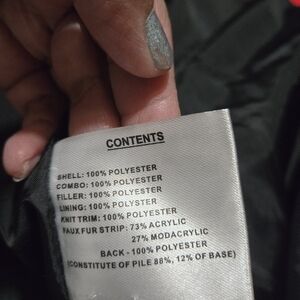 CONTENTS
SHELL: 100% POLYESTER
COMBO: 100% POLYESTER
FILLER: 100% POLYESTER
LINING: 100% POLYESTER
KNIT TRIM: 100% POLYESTER
FAUX FUR STRIP: 73% ACRYLIC
27% MODACRYLIC
BACK - 100% POLYESTER
(CONSTITUTE OF PILE 88%, 12% OF BASE)